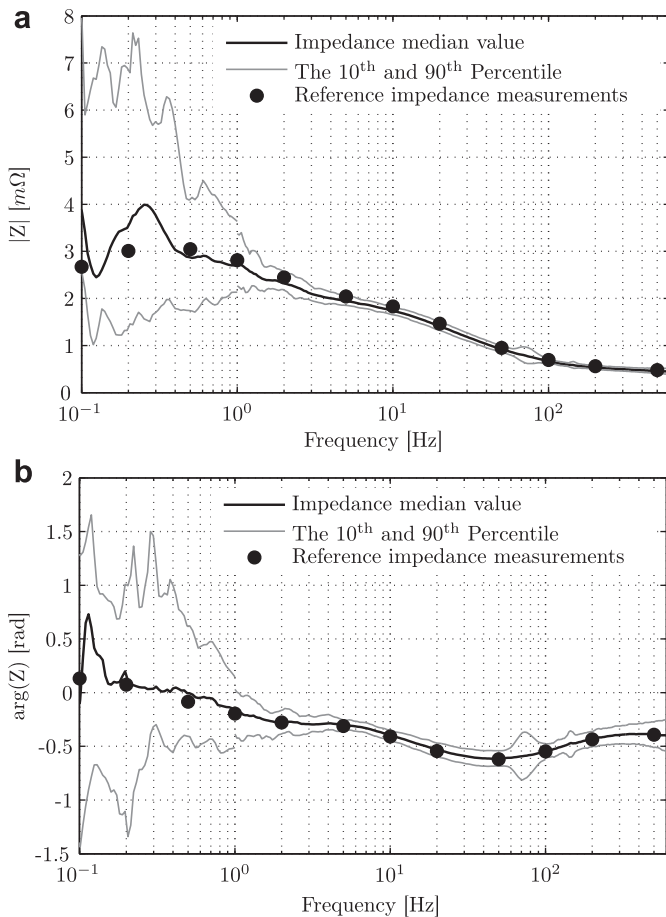 a
8
7
6
5
4
3
2
1
0
|Z| [mΩ]
Impedance median value
The 10th and 90th Percentile
Reference impedance measurements
10⁻¹
10⁰
10¹
10²
Frequency [Hz]
b
2
1.5
1
0.5
0
-0.5
-1
-1.5
arg(Z) [rad]
Impedance median value
The 10th and 90th Percentile
Reference impedance measurements
10⁻¹
10⁰
10¹
10²
Frequency [Hz]